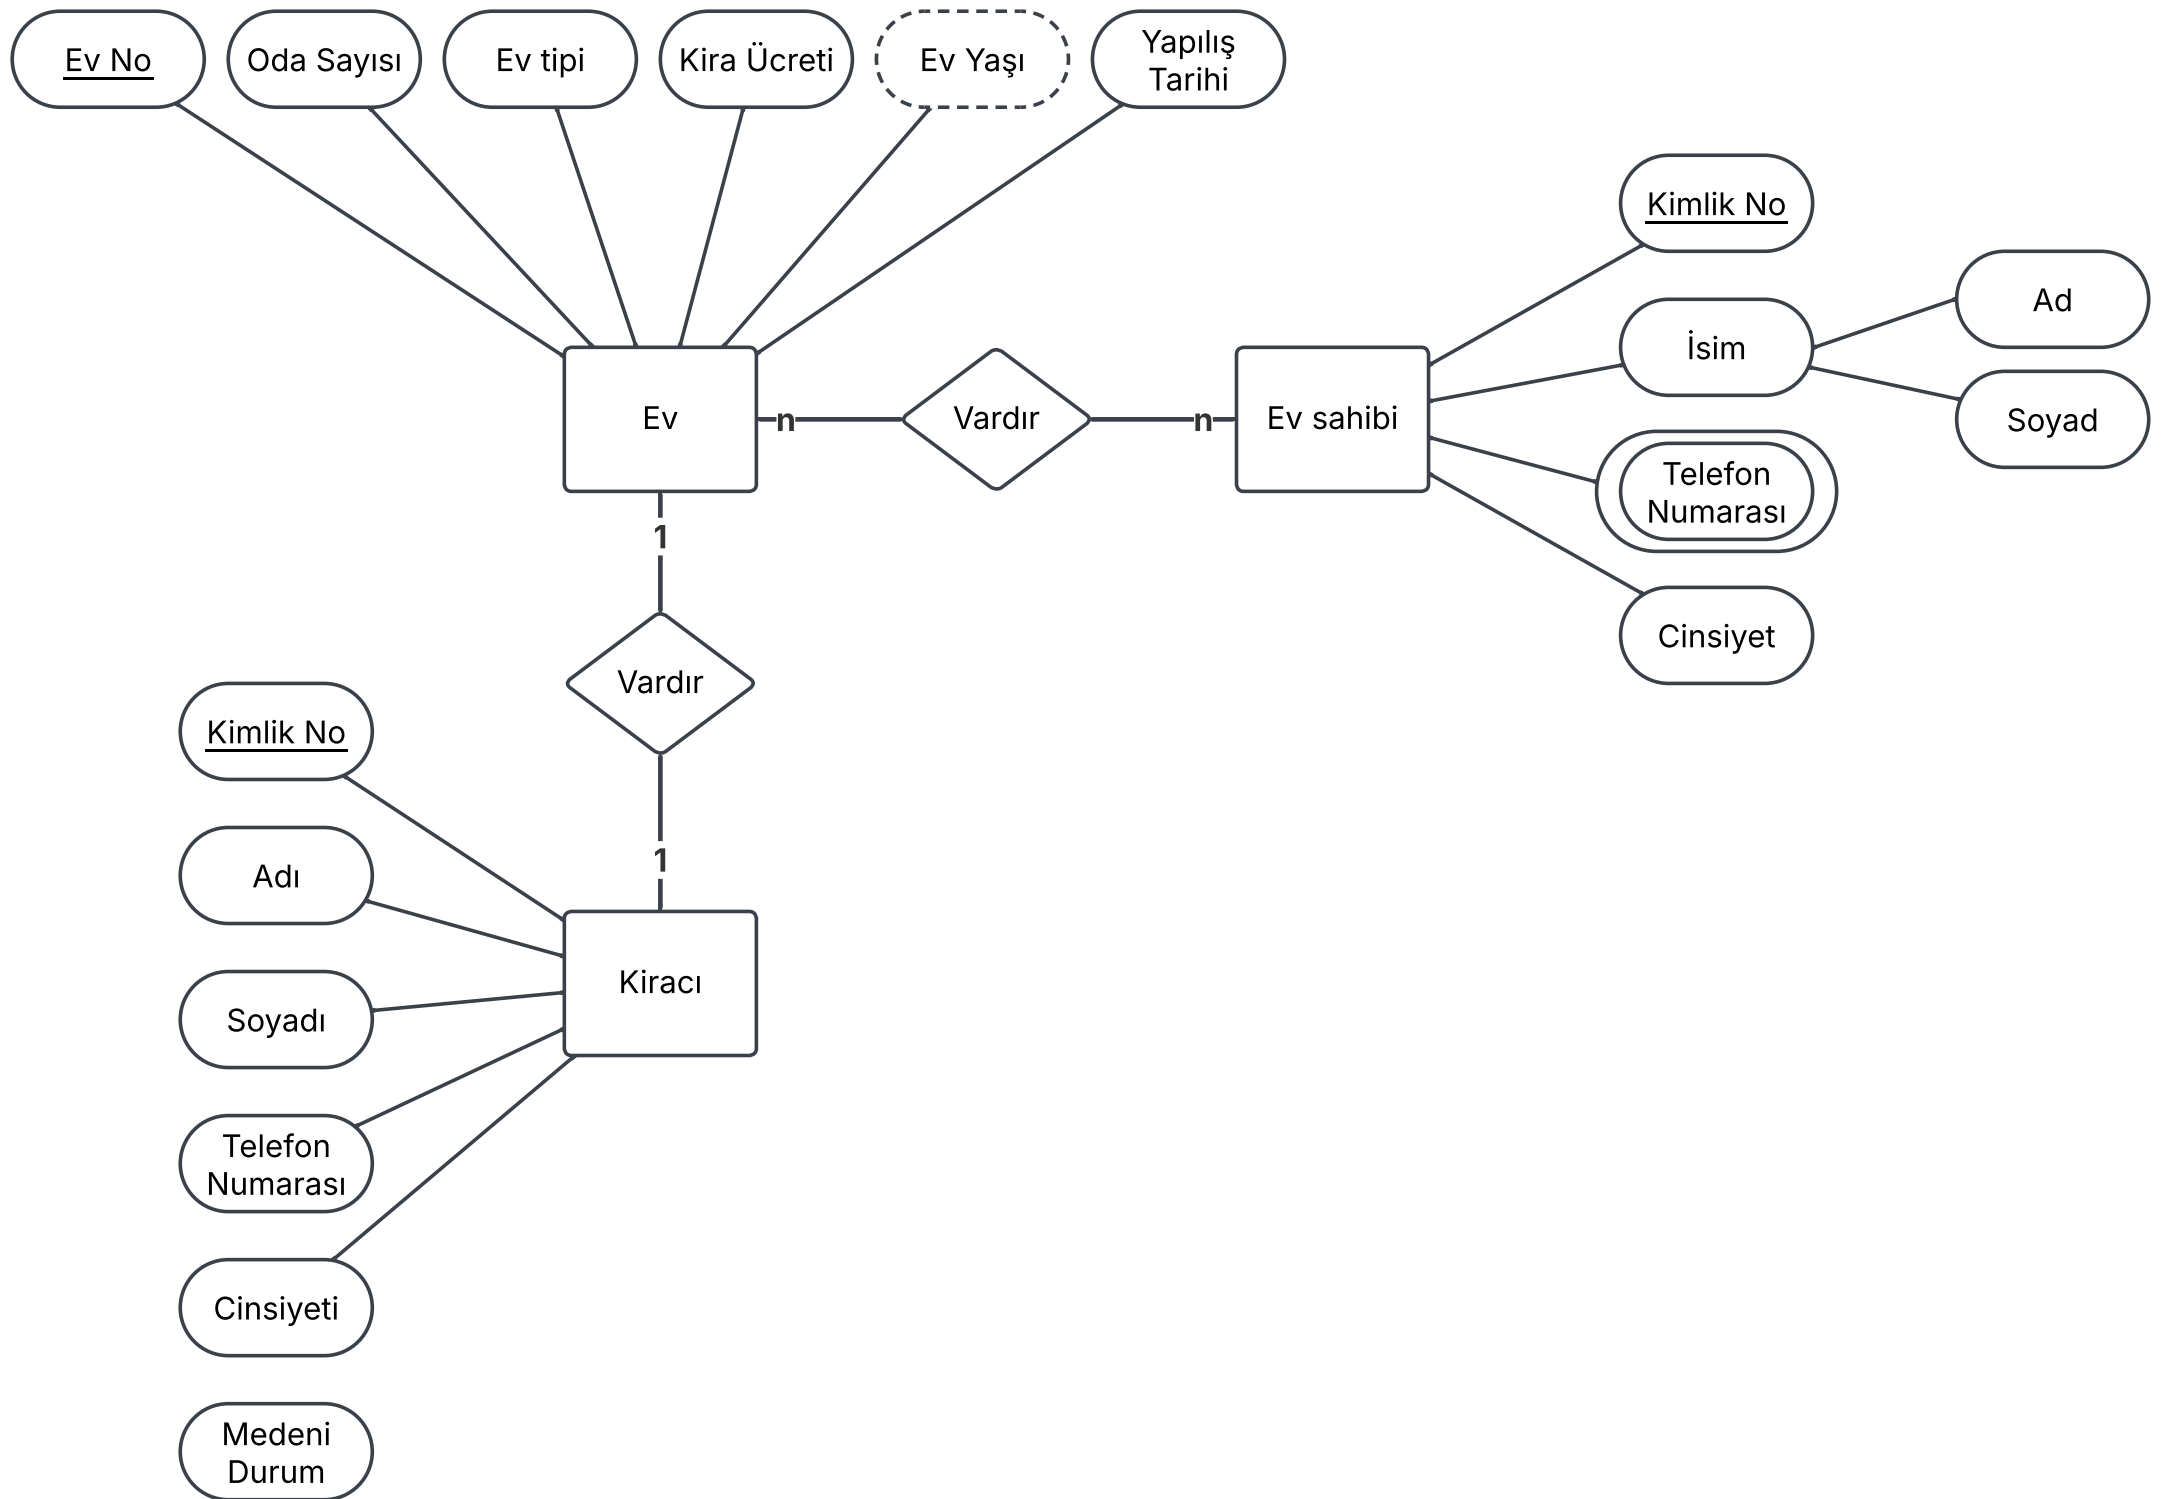 Ev No
Oda Sayısı
Ev tipi
Kira Ücreti
Ev Yaşı
Yapılış
Tarihi
Kimlik No
İsim
Ad
Soyad
Telefon
Numarası
Cinsiyet
Ev
n
Vardır
n
Ev sahibi
1
Vardır
1
Kiracı
Kimlik No
Adı
Soyadı
Telefon
Numarası
Cinsiyeti
Medeni
Durum